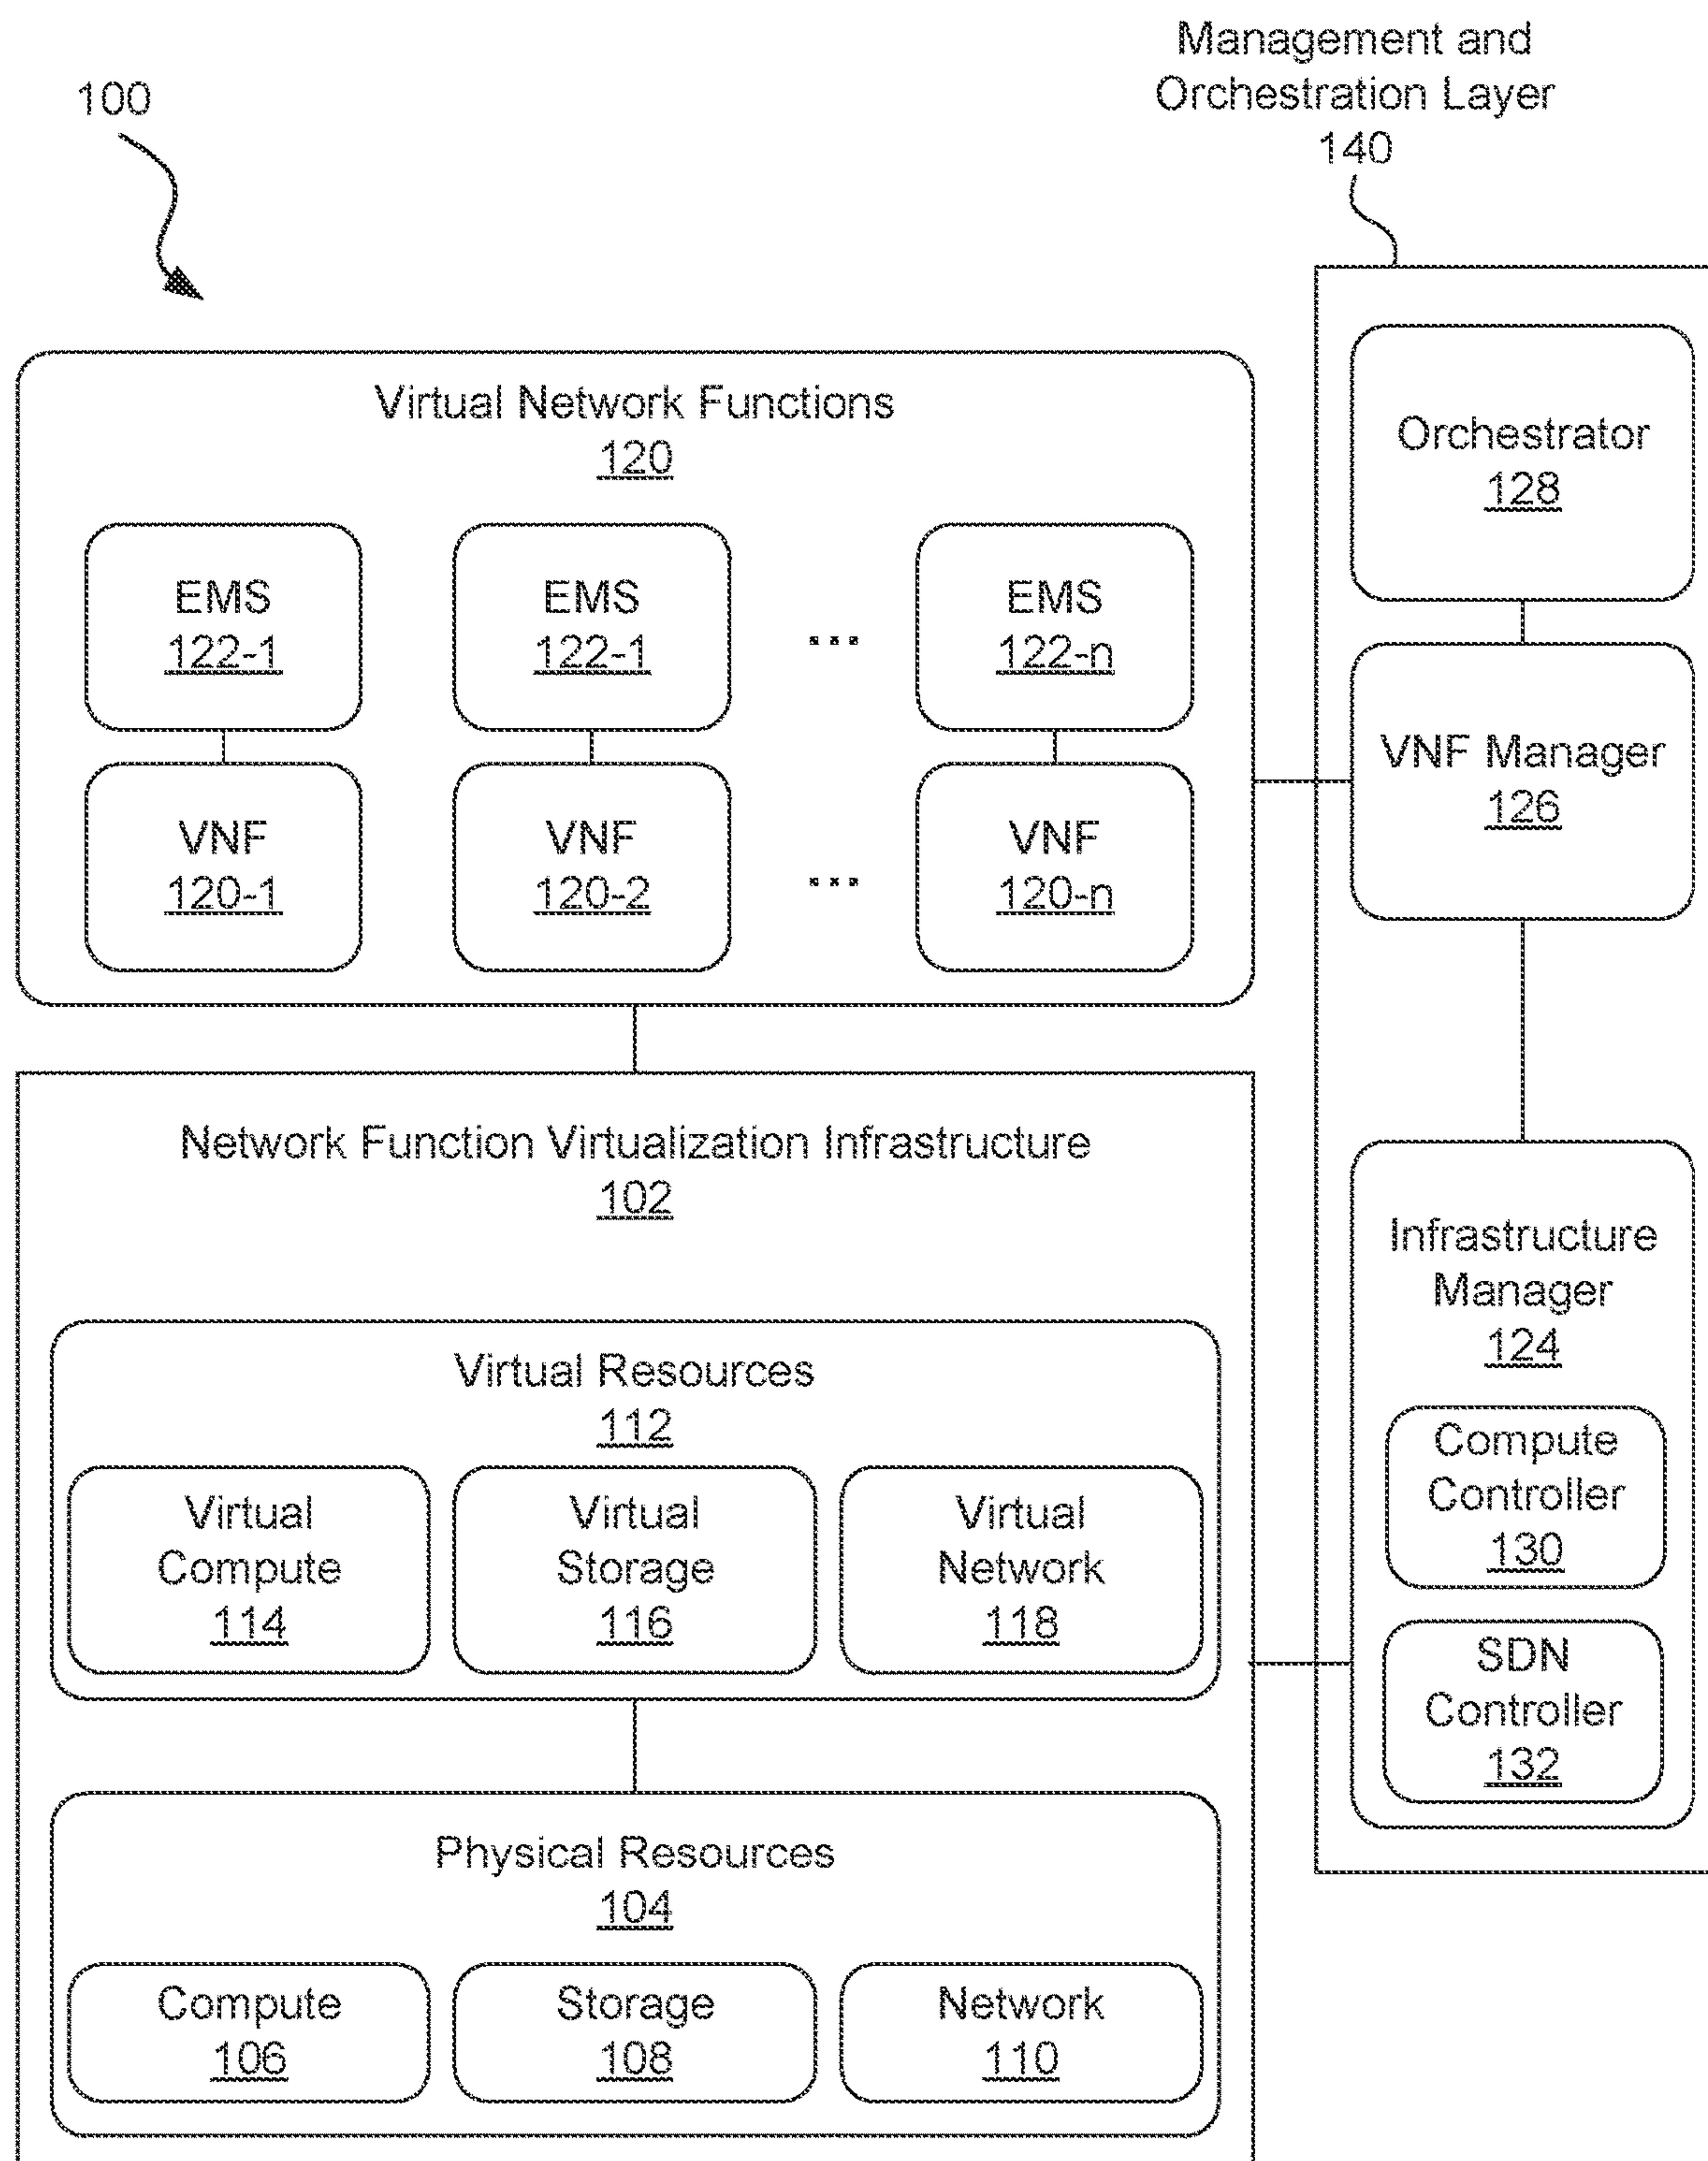 Management and
Orchestration Layer
140
100
Virtual Network Functions
120
EMS
122-1
EMS
122-1
...
EMS
122-n
VNF
120-1
VNF
120-2
...
VNF
120-n
Orchestrator
128
VNF Manager
126
Network Function Virtualization Infrastructure
102
Virtual Resources
112
Virtual
Compute
114
Virtual
Storage
116
Virtual
Network
118
Physical Resources
104
Compute
106
Storage
108
Network
110
Infrastructure
Manager
124
Compute
Controller
130
SDN
Controller
132